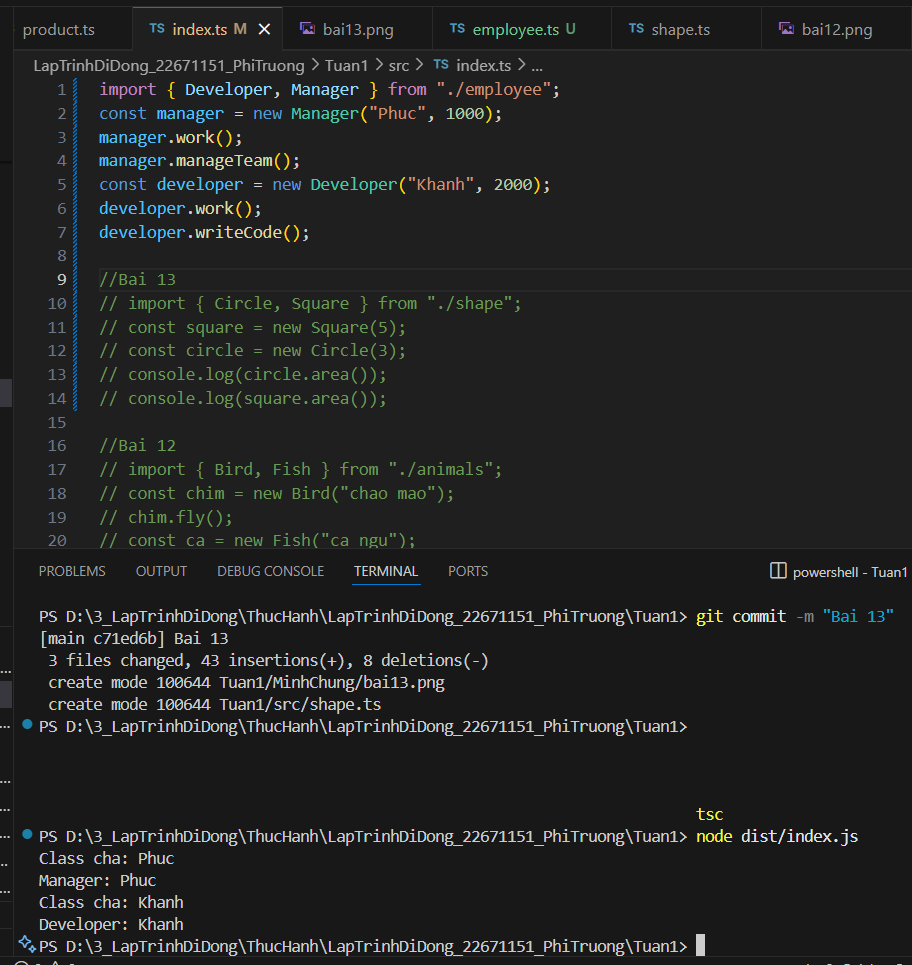 product.ts
TS index.ts M
bai13.png
TS employee.ts U
TS shape.ts
bai12.png
LapTrinhDiDong_22671151_PhiTruong > Tuan1 > src > TS index.ts > ...
1 import { Developer, Manager } from "./employee";
2 const manager = new Manager("Phuc", 1000);
3 manager.work();
4 manager.manageTeam();
5 const developer = new Developer("Khanh", 2000);
6 developer.work();
7 developer.writeCode();
8
9 //Bai 13
10 // import { Circle, Square } from "./shape";
11 // const square = new Square(5);
12 // const circle = new Circle(3);
13 // console.log(circle.area());
14 // console.log(square.area());
15
16 //Bai 12
17 // import { Bird, Fish } from "./animals";
18 // const chim = new Bird("chao mao");
19 // chim.fly();
20 // const ca = new Fish("ca ngu");
PROBLEMS OUTPUT DEBUG CONSOLE TERMINAL PORTS
powershell - Tuan1
PS D:\3_LapTrinhDiDong\ThucHanh\LapTrinhDiDong_22671151_PhiTruong\Tuan1> git commit -m "Bai 13"
[main c71ed6b] Bai 13
3 files changed, 43 insertions(+), 8 deletions(-)
create mode 100644 Tuan1/MinhChung/bai13.png
create mode 100644 Tuan1/src/shape.ts
PS D:\3_LapTrinhDiDong\ThucHanh\LapTrinhDiDong_22671151_PhiTruong\Tuan1>
tsc
PS D:\3_LapTrinhDiDong\ThucHanh\LapTrinhDiDong_22671151_PhiTruong\Tuan1> node dist/index.js
Class cha: Phuc
Manager: Phuc
Class cha: Khanh
Developer: Khanh
PS D:\3_LapTrinhDiDong\ThucHanh\LapTrinhDiDong_22671151_PhiTruong\Tuan1>